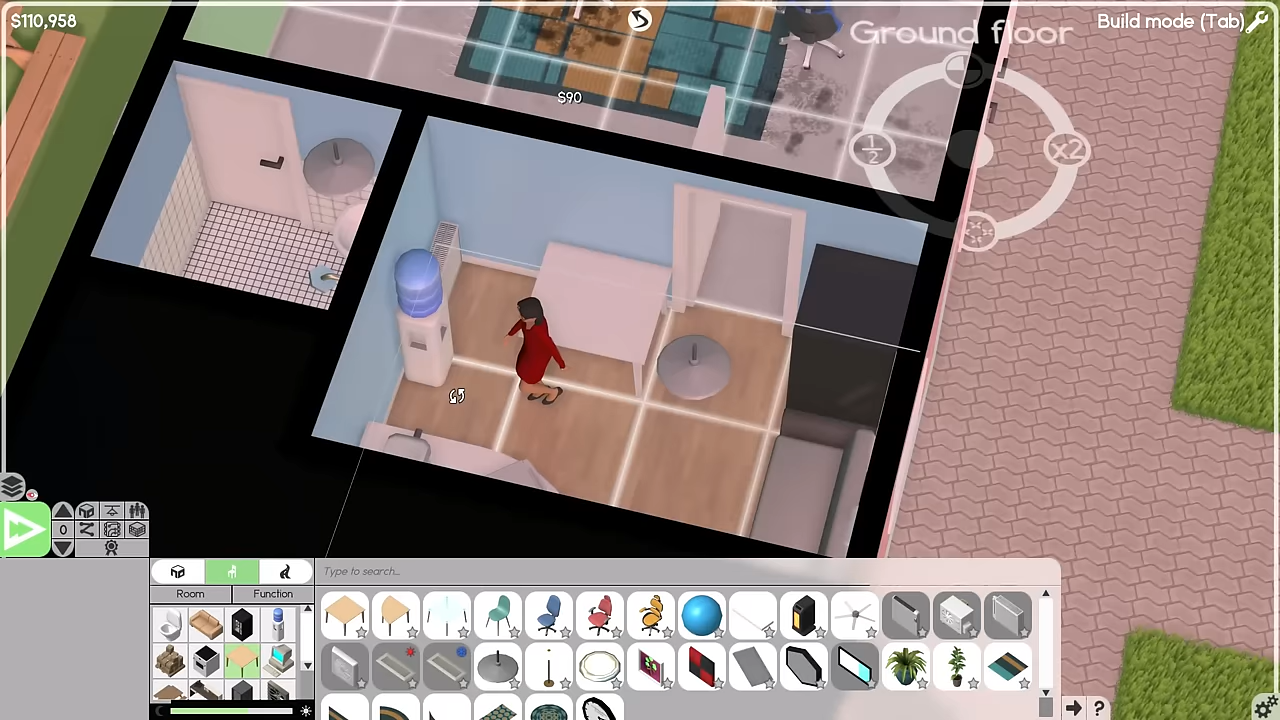 $110,958
Build mode (Tab)
Ground floor
$90
1/2
x2
0
Type to search...
Room
Function
?